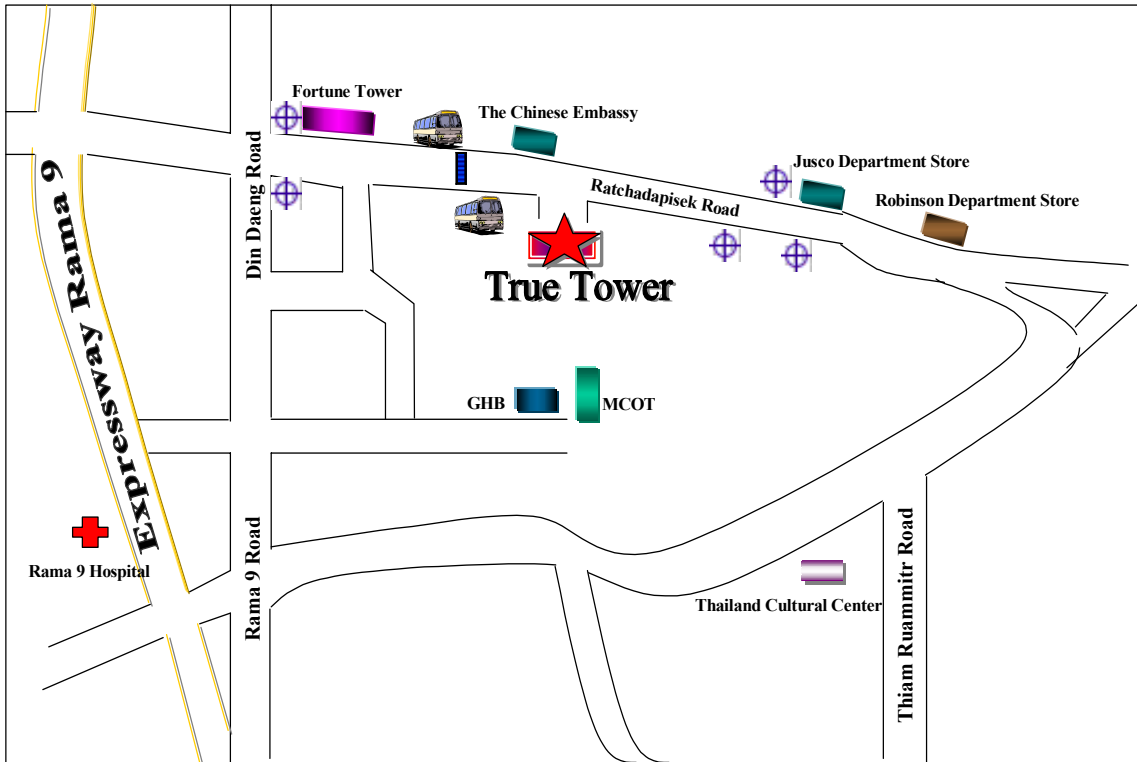 Fortune Tower
The Chinese Embassy
Jusco Department Store
Robinson Department Store
Ratchadapisek Road
Din Daeng Road
Expressway Rama 9
True Tower
GHB
MCOT
Rama 9 Hospital
Rama 9 Road
Thailand Cultural Center
Thiam Ruammitr Road